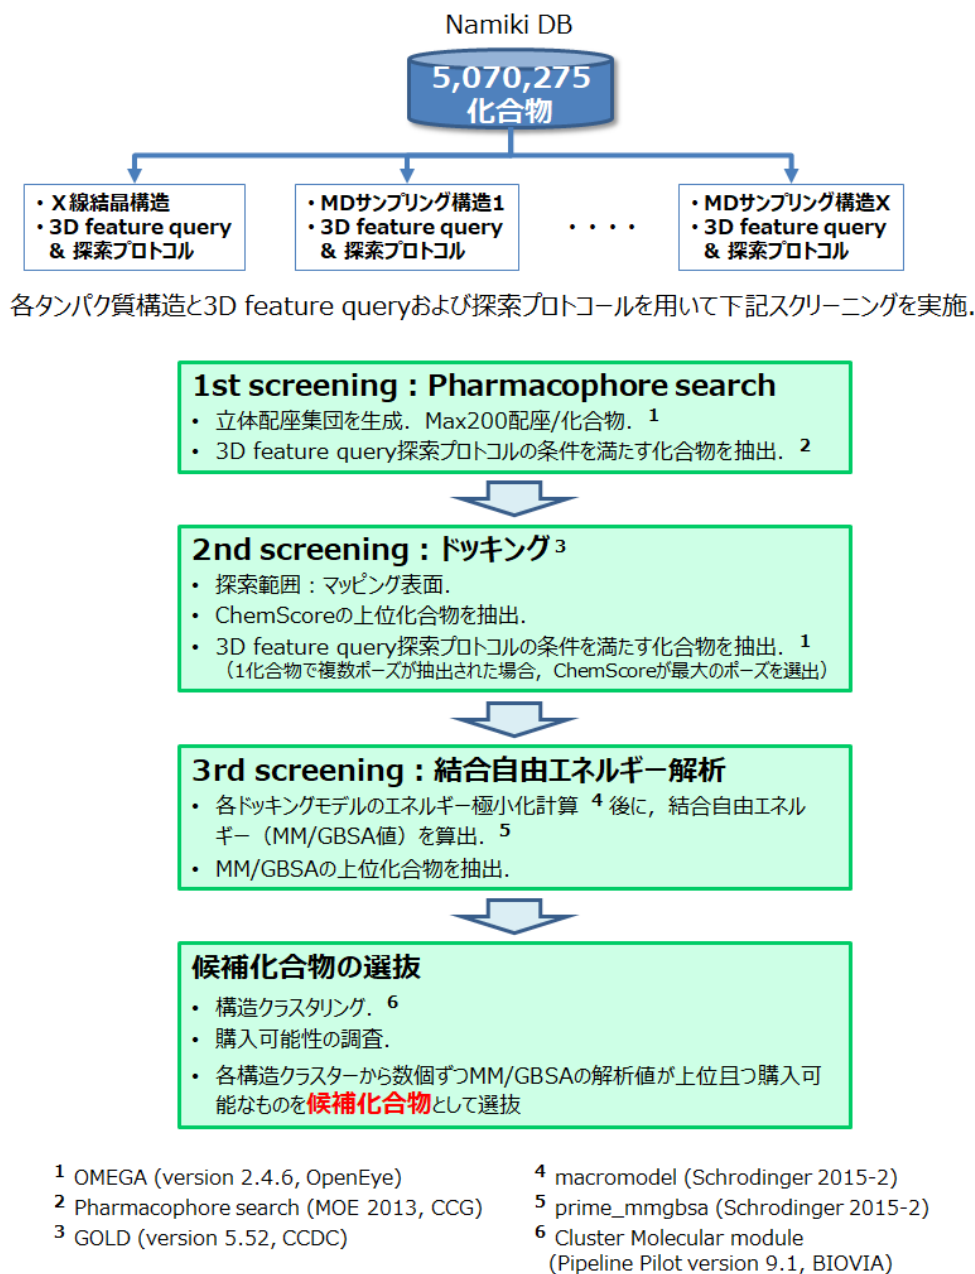 Namiki DB
5,070,275
化合物
・X線結晶構造
・3D feature query
& 探索プロトコル
・MDサンプリング構造1
・3D feature query
& 探索プロトコル
・・・・
・MDサンプリング構造X
・3D feature query
& 探索プロトコル
各タンパク質構造と3D feature queryおよび探索プロトコールを用いて下記スクリーニングを実施.
1st screening : Pharmacophore search
• 立体配座集団を生成. Max200配座/化合物. 1
• 3D feature query探索プロトコルの条件を満たす化合物を抽出. 2
2nd screening : ドッキング 3
• 探索範囲：マッピング表面.
• ChemScoreの上位化合物を抽出.
• 3D feature query探索プロトコルの条件を満たす化合物を抽出. 1
（1化合物で複数ポーズが抽出された場合, ChemScoreが最大のポーズを選出）
3rd screening : 結合自由エネルギー解析
• 各ドッキングモデルのエネルギー極小化計算 4 後に, 結合自由エネル
ギー（MM/GBSA値）を算出. 5
• MM/GBSAの上位化合物を抽出.
候補化合物の選抜
• 構造クラスタリング. 6
• 購入可能性の調査.
• 各構造クラスターから数個ずつMM/GBSAの解析値が上位且つ購入可
能なものを候補化合物として選抜
1 OMEGA (version 2.4.6, OpenEye)
2 Pharmacophore search (MOE 2013, CCG)
3 GOLD (version 5.52, CCDC)
4 macromodel (Schrodinger 2015-2)
5 prime_mmgbsa (Schrodinger 2015-2)
6 Cluster Molecular module
(Pipeline Pilot version 9.1, BIOVIA)